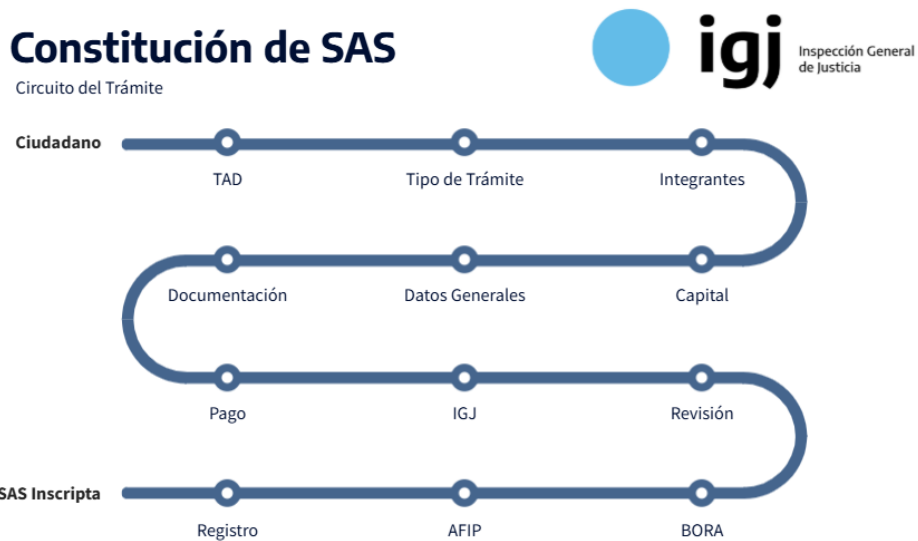 Constitución de SAS
Circuito del Trámite
igj
Inspección General
de Justicia
Ciudadano
TAD
Tipo de Trámite
Integrantes
Documentación
Datos Generales
Capital
Pago
IGJ
Revisión
SAS Inscripta
Registro
AFIP
BORA